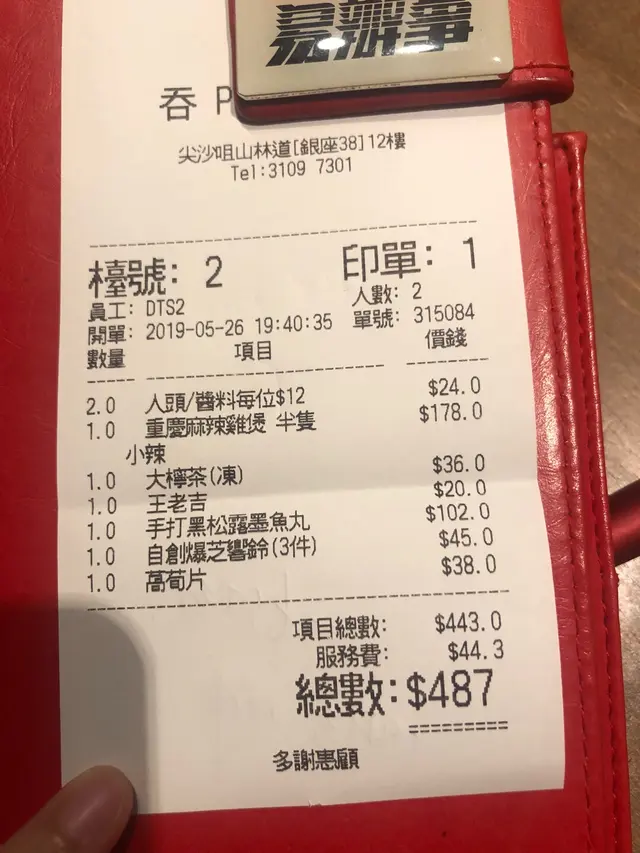 吞 P
尖沙咀山林道[銀座38]12樓
Tel:3109 7301
檯號: 2 印單: 1
員工: DTS2 人數: 2
開單: 2019-05-26 19:40:35 單號: 315084
數量 項目 價錢
2.0 人頭/醬料每位$12 $24.0
1.0 重慶麻辣雞煲 半隻 $178.0
小辣
1.0 大檸茶(凍) $36.0
1.0 王老吉 $20.0
1.0 手打黑松露墨魚丸 $102.0
1.0 自創爆芝響鈴(3件) $45.0
1.0 萵荀片 $38.0
項目總數: $443.0
服務費: $44.3
總數: $487
多謝惠顧